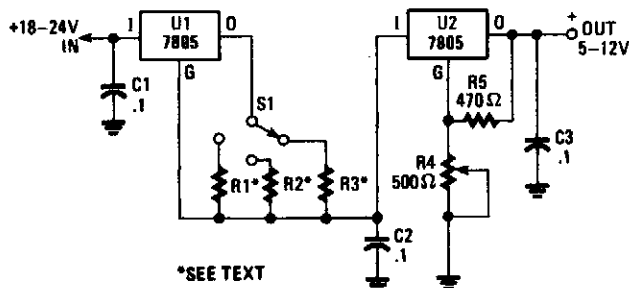 +18-24V
IN
I
U1
7805
O
G
C1
.1
S1
R1*
R2*
R3*
C2
.1
*SEE TEXT
I
U2
7805
O
G
R5
470Ω
R4
500Ω
C3
.1
+
OUT
5-12V